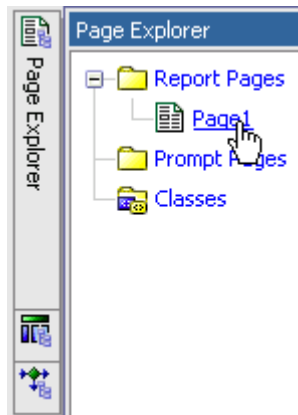 Page Explorer
Page Explorer
Report Pages
Page1
Prompt Pages
Classes